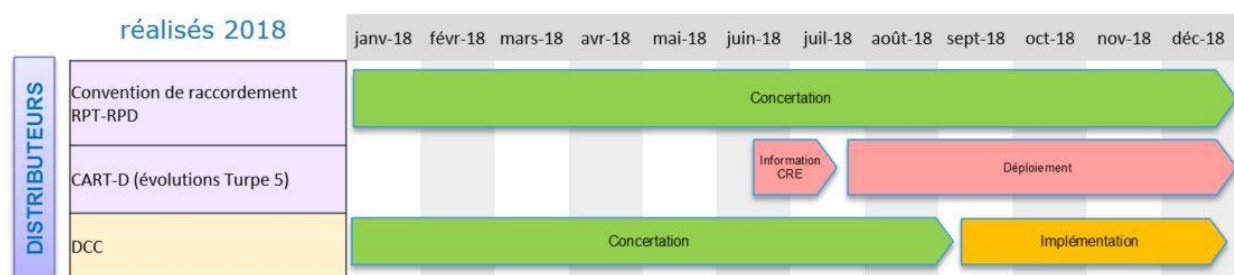 réalisés 2018
janv-18 févr-18 mars-18 avr-18 mai-18 juin-18 juil-18 août-18 sept-18 oct-18 nov-18 déc-18
DISTRIBUTEURS
Convention de raccordement
RPT-RPD
Concertation
CART-D (évolutions Turpe 5)
Information
CRE
Déploiement
DCC
Concertation
Implémentation